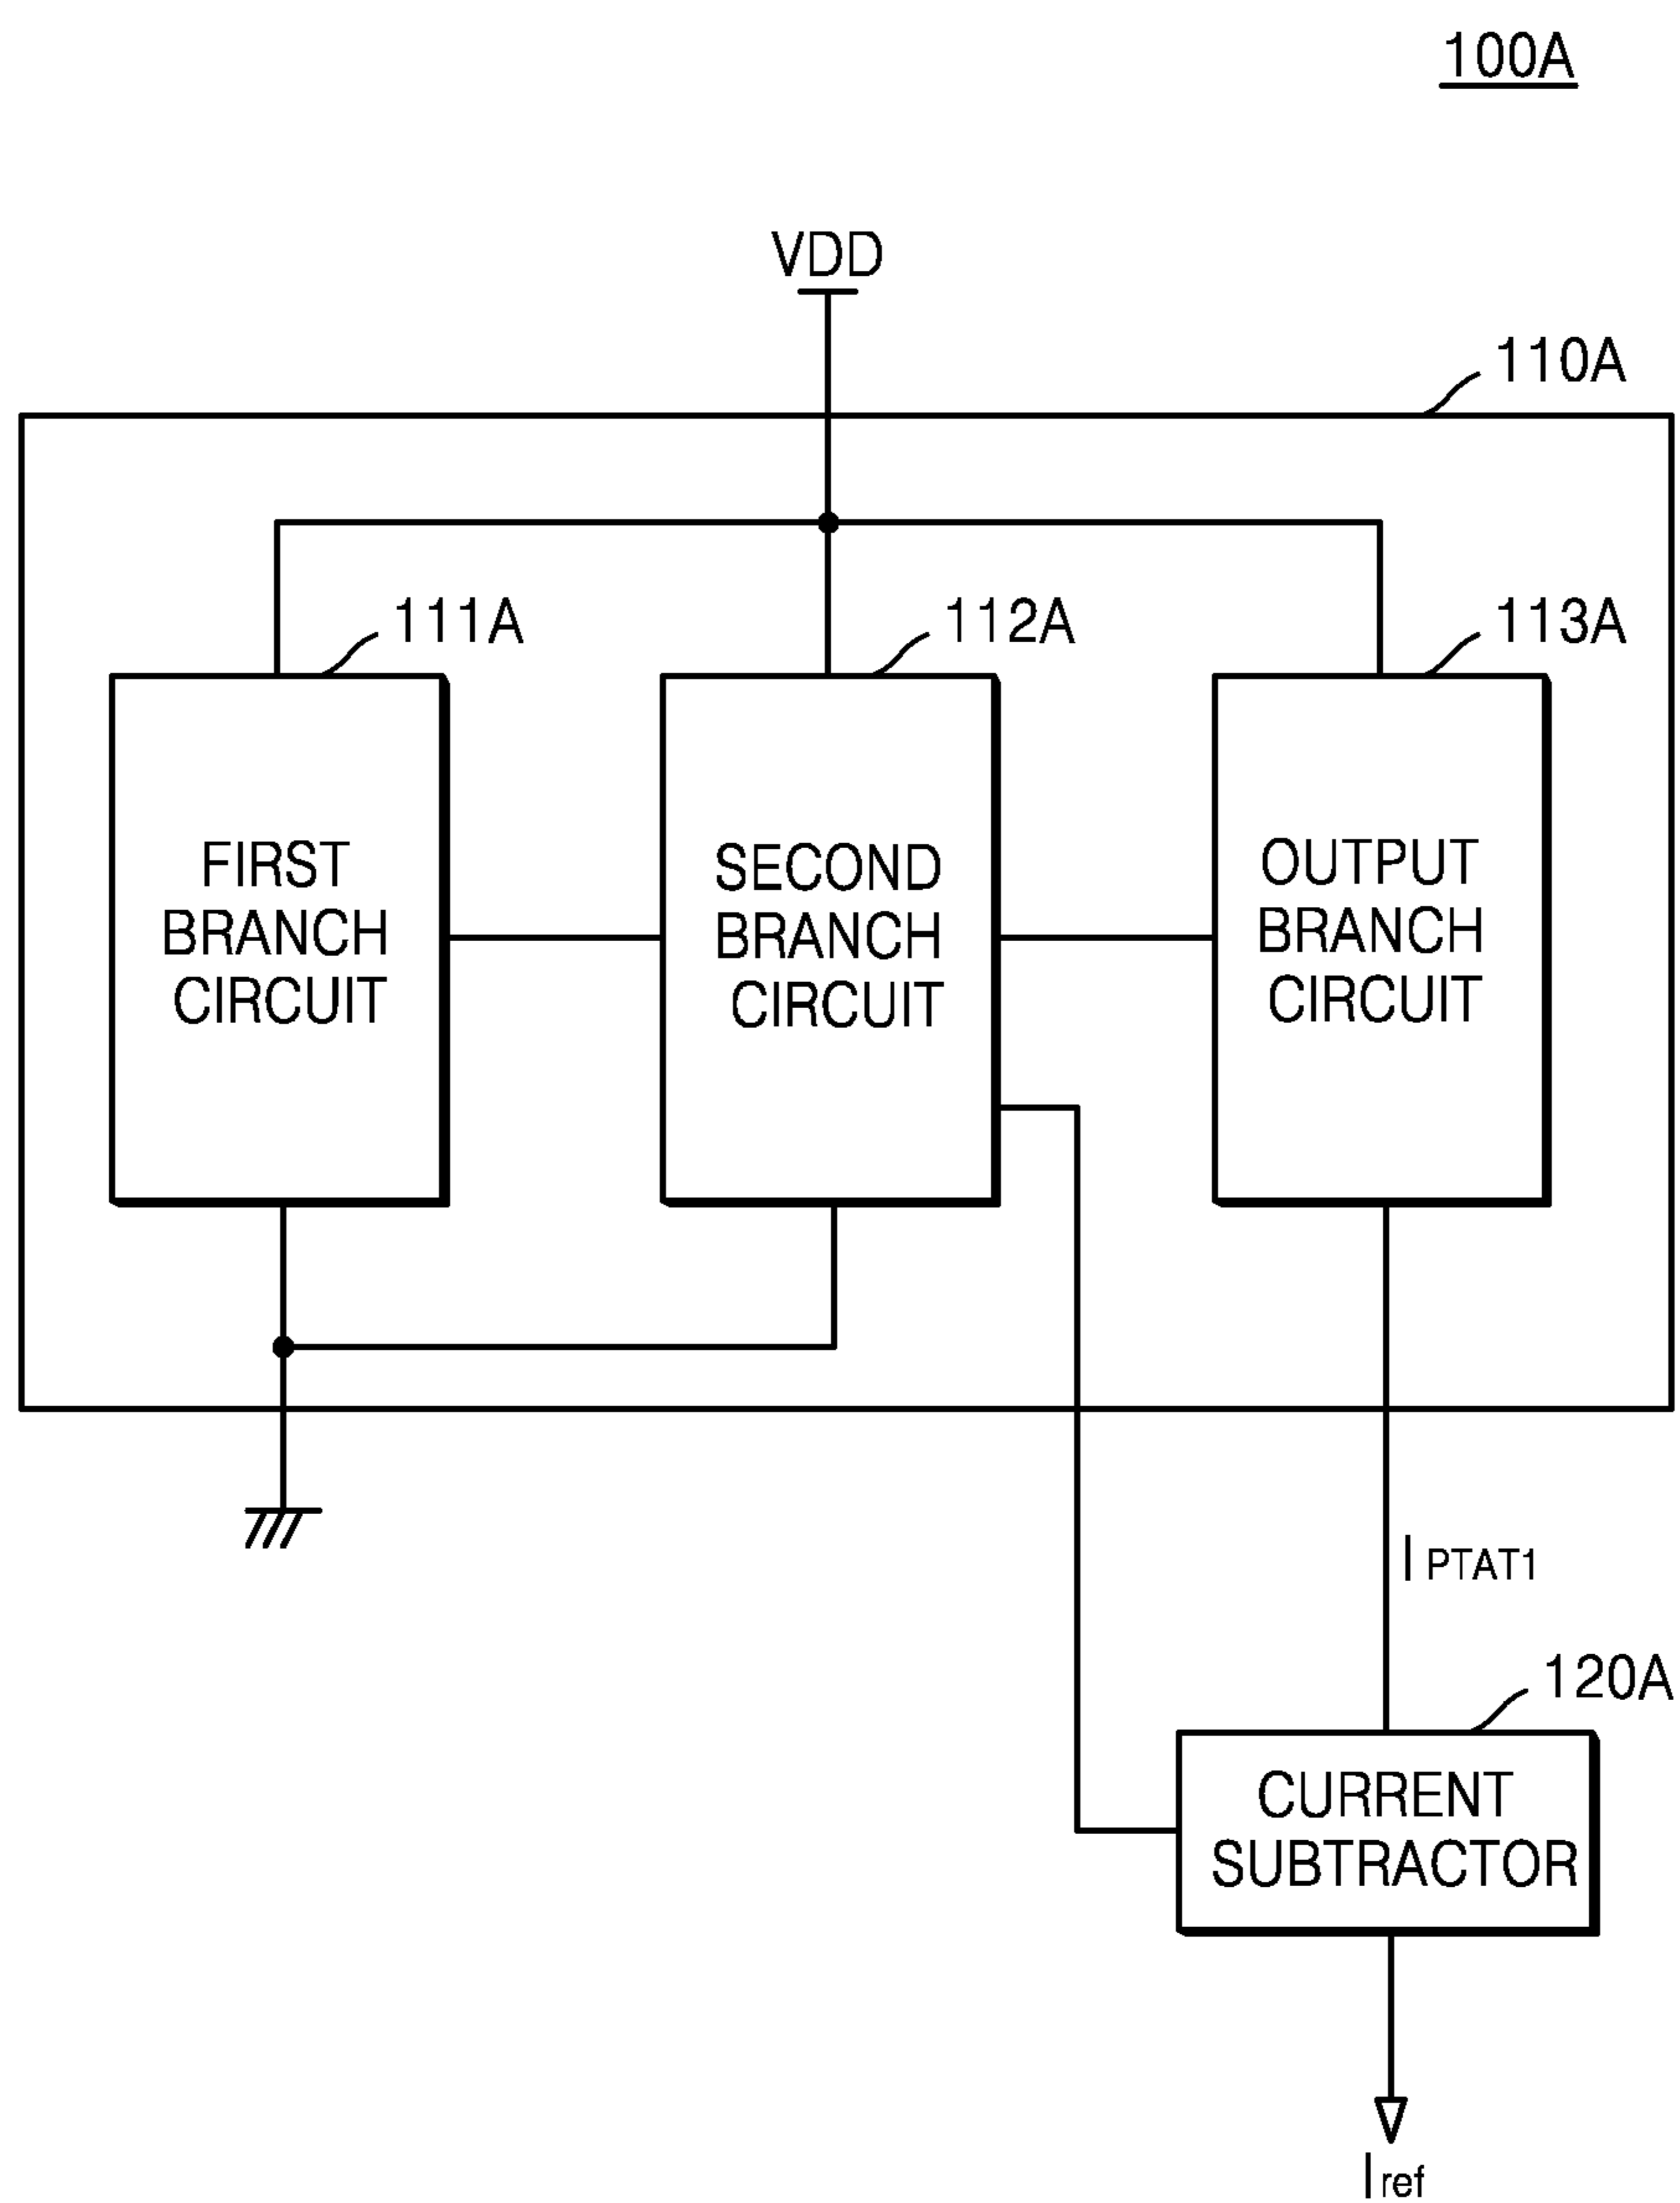 100A
VDD
110A
111A
112A
113A
FIRST
BRANCH
CIRCUIT
SECOND
BRANCH
CIRCUIT
OUTPUT
BRANCH
CIRCUIT
I PTAT1
120A
CURRENT
SUBTRACTOR
Iref